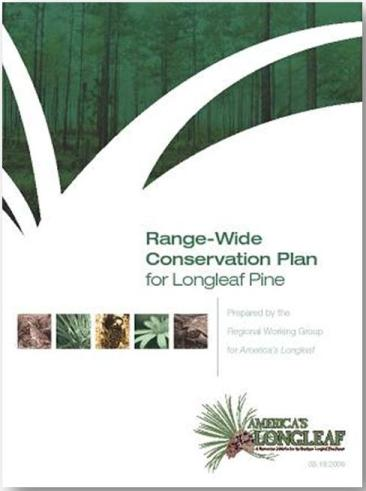 Range-Wide
Conservation Plan
for Longleaf Pine
Prepared by the
Regional Working Group
for America's Longleaf
AMERICA'S
LONGLEAF